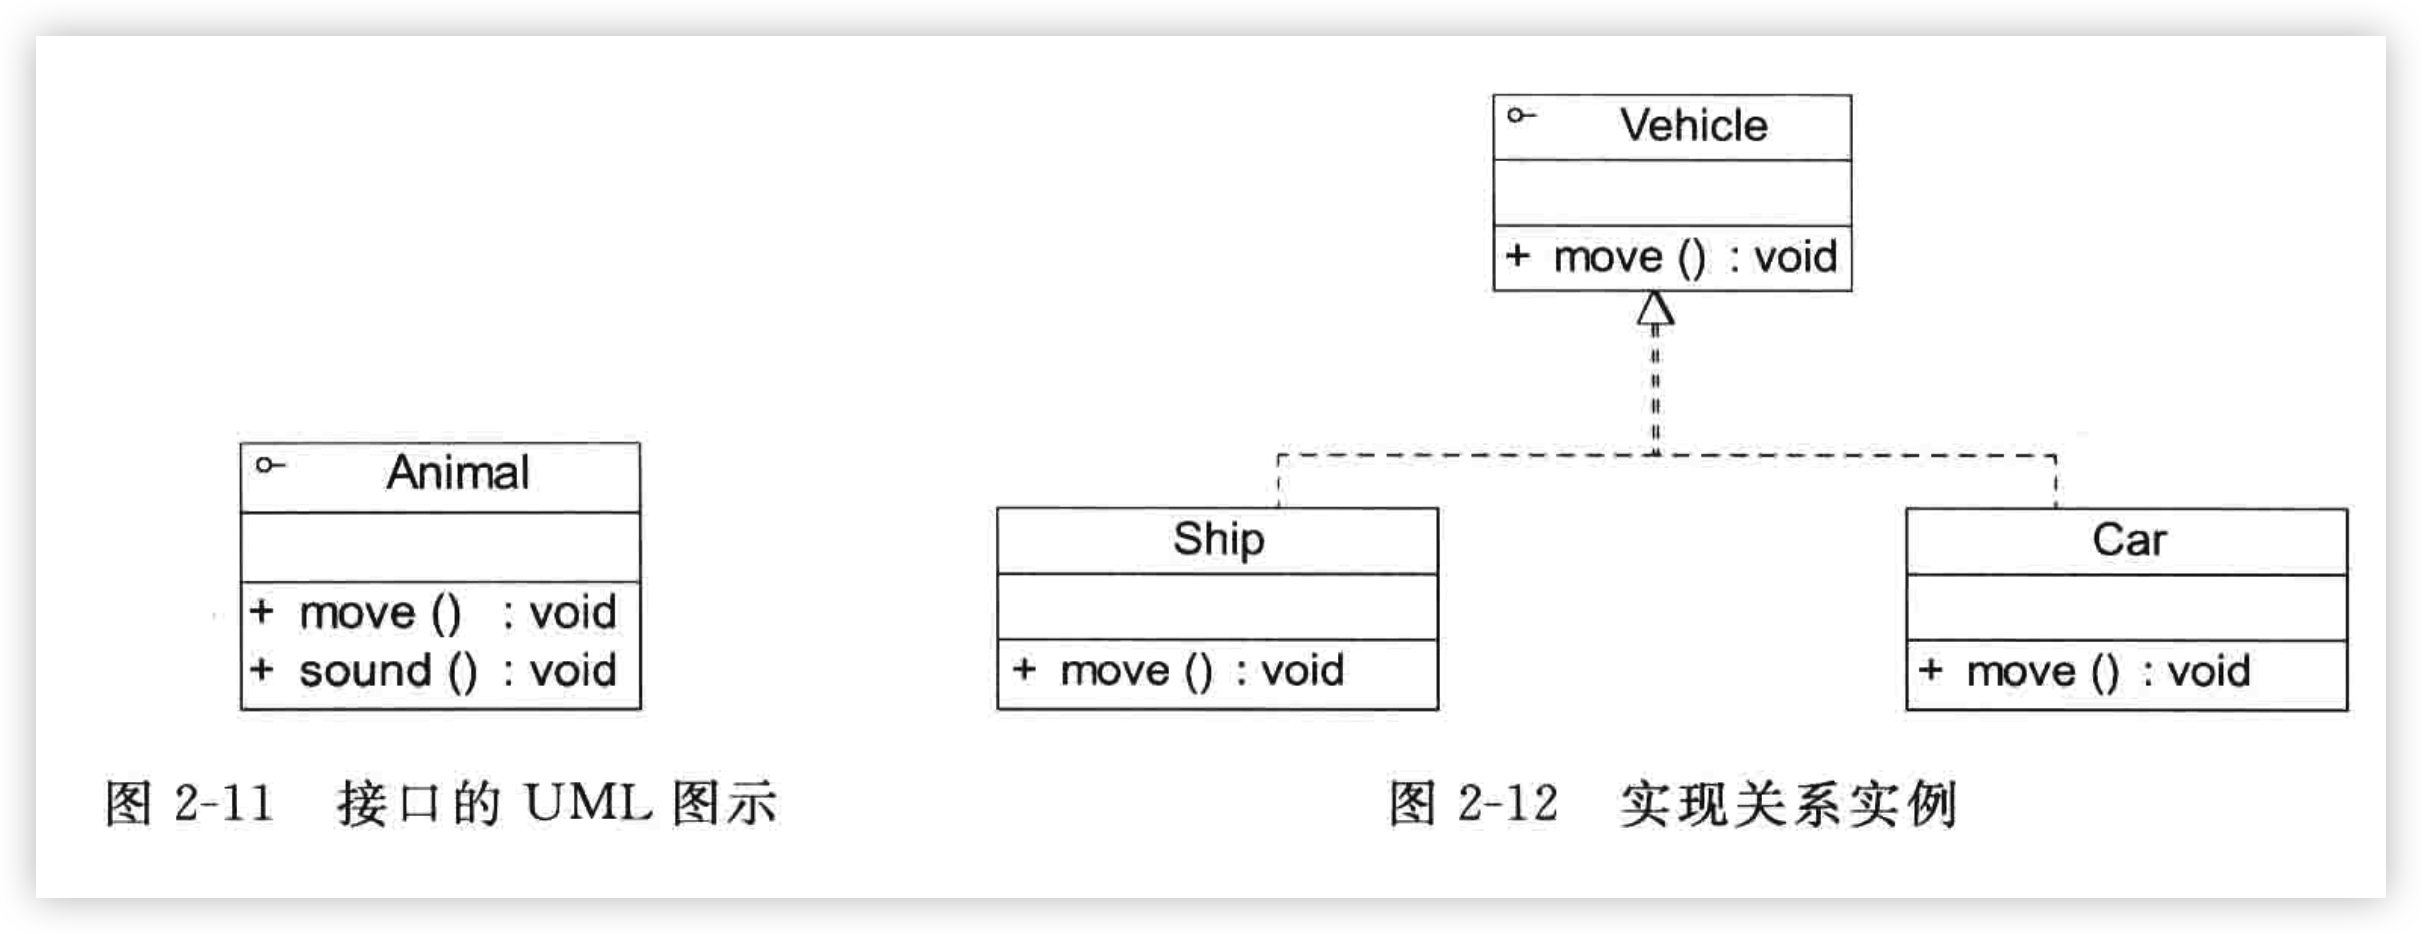 Vehicle
+ move () : void
Animal
+ move () : void
+ sound () : void
Ship
+ move () : void
Car
+ move () : void
图 2-11 接口的 UML 图示
图 2-12 实现关系实例